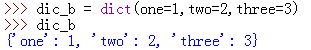 >>> dic_b = dict(one=1,two=2,three=3)
>>> dic_b
{'one': 1, 'two': 2, 'three': 3}